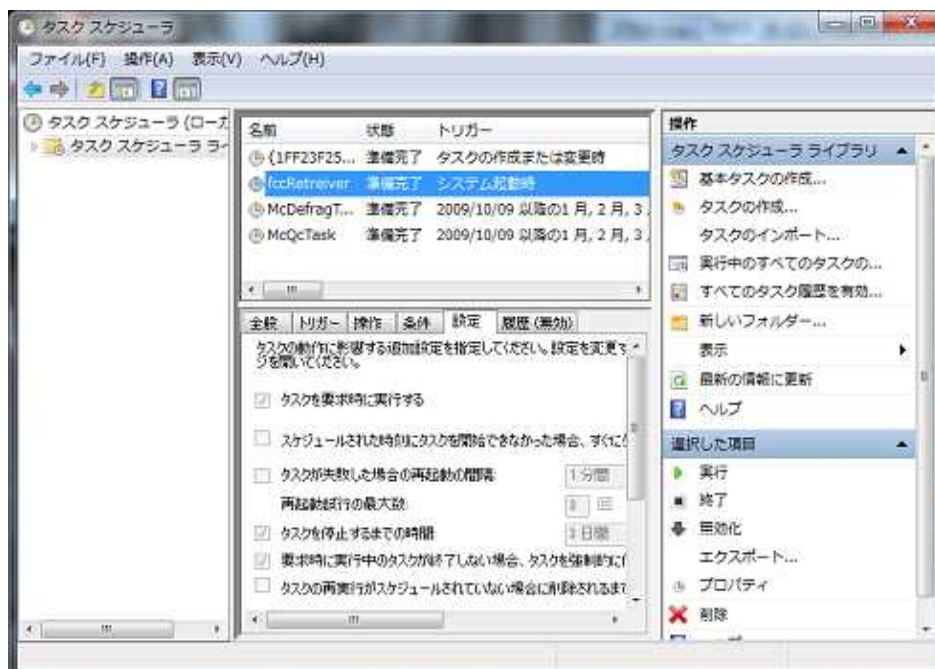 タスク スケジューラ
ファイル(F) 操作(A) 表示(V) ヘルプ(H)
タスク スケジューラ (ローカ
タスク スケジューラ ライ
名前 状態 トリガー
{1FF23F25... 準備完了 タスクの作成または変更時
fccRetreiver 準備完了 システム起動時
McDefragT... 準備完了 2009/10/09 以降の1 月, 2 月, 3
McQcTask 準備完了 2009/10/09 以降の1 月, 2 月, 3
全般 トリガー 操作 条件 設定 履歴 (無効)
タスクの動作に影響する追加設定を指定してください。設定を変更す
ジを開いてください。
タスクを要求時に実行する
スケジュールされた時刻にタスクを開始できなかった場合、すぐに
タスクが失敗した場合の再起動の間隔: 1 分間
再起動試行の最大数: 3 回
タスクを停止するまでの時間 3 日間
要求時に実行中のタスクが終了しない場合、タスクを強制的に
タスクの再実行がスケジュールされていない場合に削除されるまで
操作
タスク スケジューラ ライブラリ
基本タスクの作成...
タスクの作成...
タスクのインポート...
実行中のすべてのタスクの...
すべてのタスク履歴を有効...
新しいフォルダー...
表示
最新の情報に更新
ヘルプ
選択した項目
実行
終了
無効化
エクスポート...
プロパティ
削除